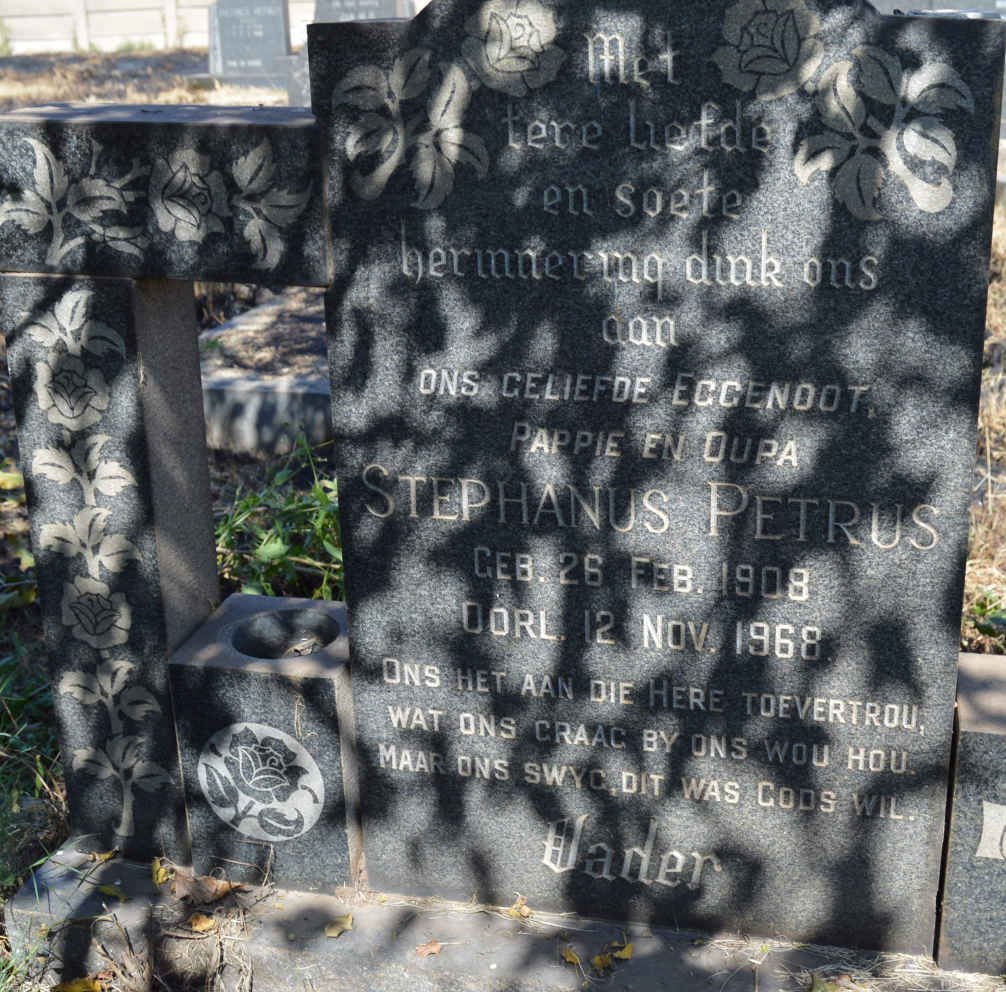 Met
tere liefde
en soete
herinnering dink ons
aan
ONS GELIEFDE EGGENOOT,
PAPPIE EN OUPA
STEPHANUS PETRUS
GEB. 26 FEB. 1908
OORL. 12 NOV. 1968
ONS HET AAN DIE HERE TOEVERTROU,
WAT ONS GRAAG BY ONS WOU HOU.
MAAR ONS SWYG, DIT WAS GODS WIL.
Vader